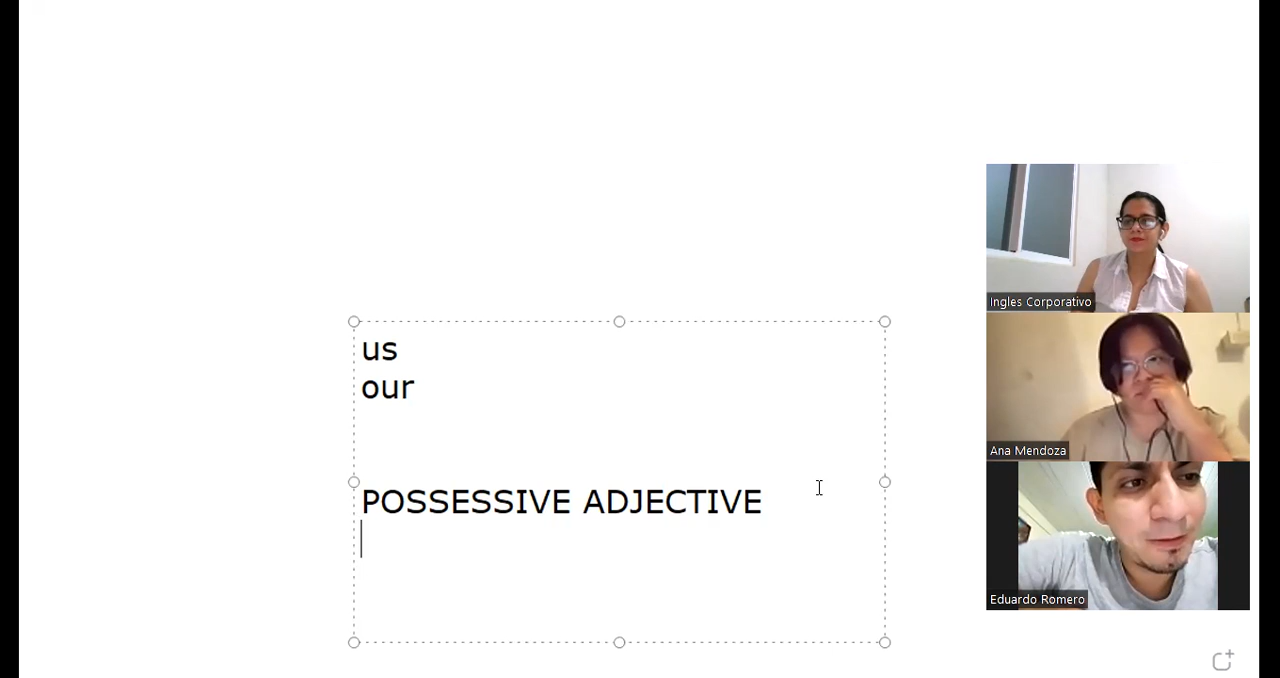 us
our
POSSESSIVE ADJECTIVE
Ingles Corporativo
Ana Mendoza
Eduardo Romero